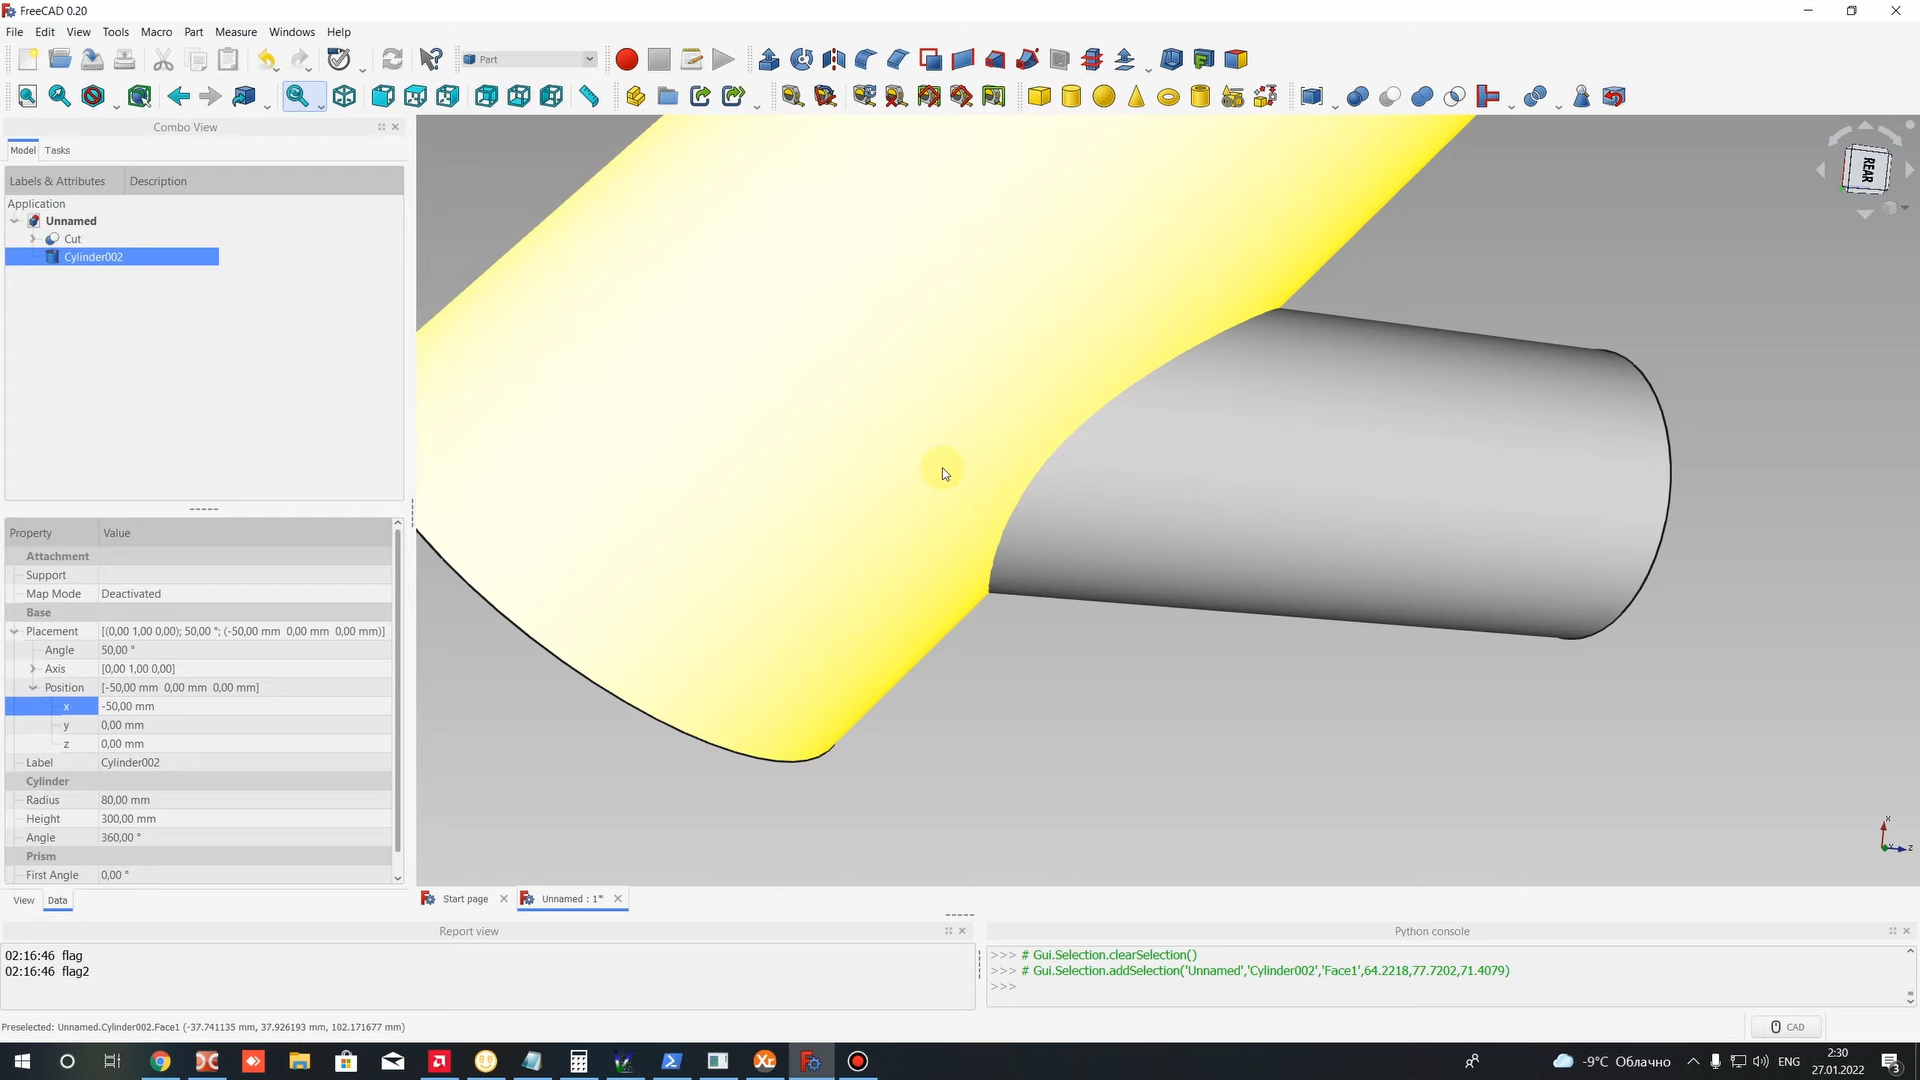 FreeCAD 0.20
File Edit View Tools Macro Part Measure Windows Help
Part
Combo View
Model Tasks
Labels & Attributes Description
Application
Unnamed
Cut
Cylinder002
REAR
Property Value
Attachment
Support
Map Mode Deactivated
Base
Placement [(0,00 1,00 0,00); 50,00 °; (-50,00 mm 0,00 mm 0,00 mm)]
Angle 50,00 °
Axis [0,00 1,00 0,00]
Position [-50,00 mm 0,00 mm 0,00 mm]
x -50,00 mm
y 0,00 mm
z 0,00 mm
Label Cylinder002
Cylinder
Radius 80,00 mm
Height 300,00 mm
Angle 360,00 °
Prism
First Angle 0,00 °
X
Z
View Data
Start page Unnamed : 1*
Report view
02:16:46 flag
02:16:46 flag2
Python console
>>> # Gui.Selection.clearSelection()
>>> # Gui.Selection.addSelection('Unnamed','Cylinder002','Face1',64.2218,77.7202,71.4079)
>>>
Preselected: Unnamed.Cylinder002.Face1 (-37.741135 mm, 37.926193 mm, 102.171677 mm)
CAD
Xr
-9°C Облачно
ENG
2:30
27.01.2022
3